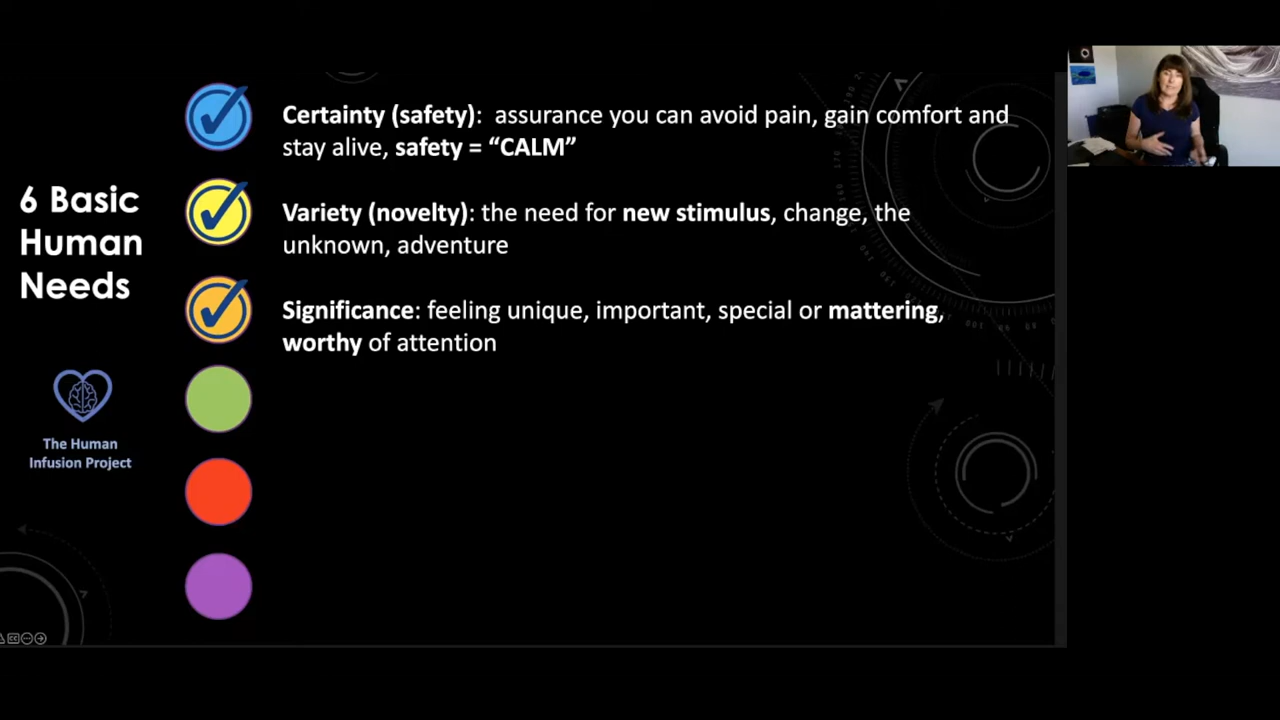 6 Basic
Human
Needs
The Human
Infusion Project
Certainty (safety): assurance you can avoid pain, gain comfort and
stay alive, safety = “CALM”
Variety (novelty): the need for new stimulus, change, the
unknown, adventure
Significance: feeling unique, important, special or mattering,
worthy of attention